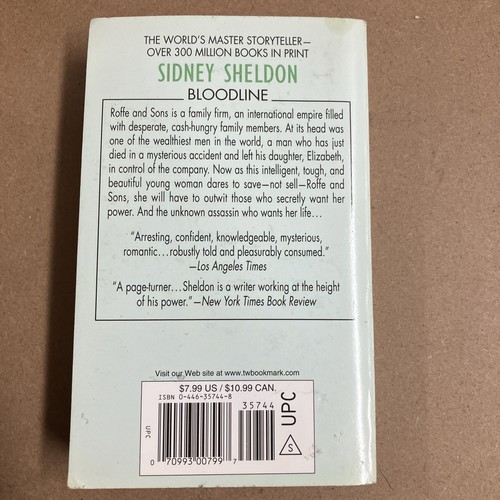 THE WORLD'S MASTER STORYTELLER—
OVER 300 MILLION BOOKS IN PRINT
SIDNEY SHELDON
BLOODLINE
Roffe and Sons is a family firm, an international empire filled
with desperate, cash-hungry family members. At its head was
one of the wealthiest men in the world, a man who has just
died in a mysterious accident and left his daughter, Elizabeth,
in control of the company. Now as this intelligent, tough, and
beautiful young woman dares to save—not sell—Roffe and
Sons, she will have to outwit those who secretly want her
power. And the unknown assassin who wants her life…
"Arresting, confident, knowledgeable, mysterious,
romantic…robustly told and pleasurably consumed."
—Los Angeles Times
"A page-turner…Sheldon is a writer working at the height
of his power."—New York Times Book Review
Visit our Web site at www.twbookmark.com
$7.99 US / $10.99 CAN.
ISBN 0-446-35744-8
35744
UPC
UPC
S
0 70993 00799 7